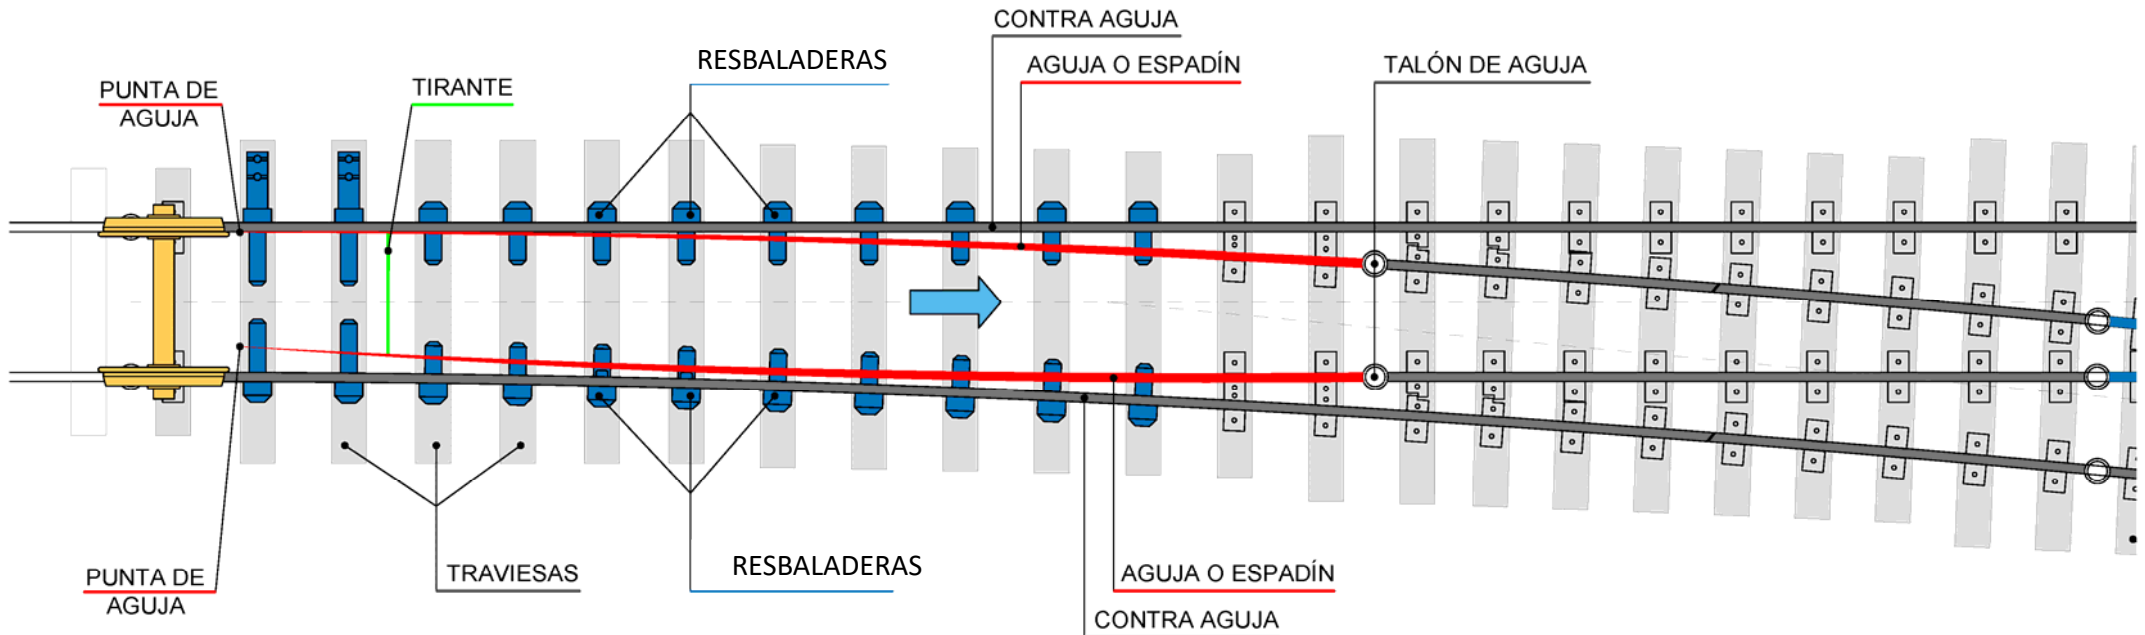 CONTRA AGUJA
RESBALADERAS
AGUJA O ESPADÍN
TALÓN DE AGUJA
PUNTA DE
AGUJA
TIRANTE
PUNTA DE
AGUJA
TRAVIESAS
RESBALADERAS
AGUJA O ESPADÍN
CONTRA AGUJA